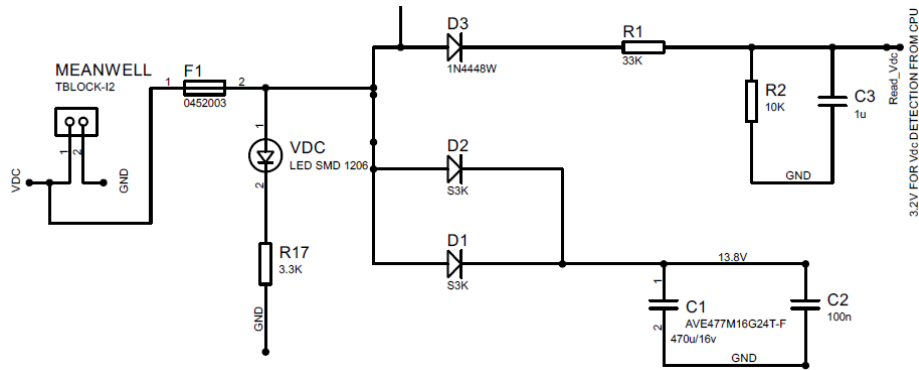 D3
1N4448W
R1
33K
MEANWELL
TBLOCK-I2
F1
1
2
0452003
R2
10K
C3
1u
Read_Vdc
3.2V FOR Vdc DETECTION FROM CPU
1
2
VDC
GND
1
VDC
LED SMD 1206
2
D2
S3K
GND
R17
3.3K
GND
D1
S3K
13.8V
1
C1
AVE477M16G24T-F
2
470u/16v
C2
100n
GND